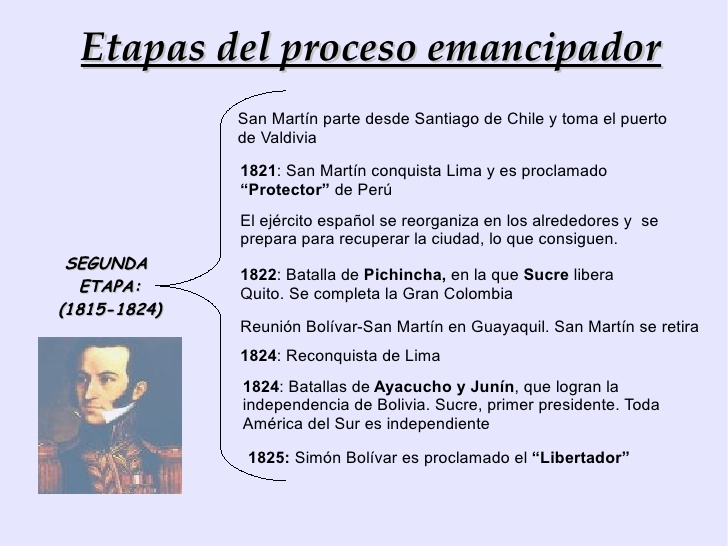 Etapas del proceso emancipador
San Martín parte desde Santiago de Chile y toma el puerto
de Valdivia
1821: San Martín conquista Lima y es proclamado
“Protector” de Perú
El ejército español se reorganiza en los alrededores y se
prepara para recuperar la ciudad, lo que consiguen.
SEGUNDA
ETAPA:
(1815-1824)
1822: Batalla de Pichincha, en la que Sucre libera
Quito. Se completa la Gran Colombia
Reunión Bolívar-San Martín en Guayaquil. San Martín se retira
1824: Reconquista de Lima
1824: Batallas de Ayacucho y Junín, que logran la
independencia de Bolivia. Sucre, primer presidente. Toda
América del Sur es independiente
1825: Simón Bolívar es proclamado el “Libertador”